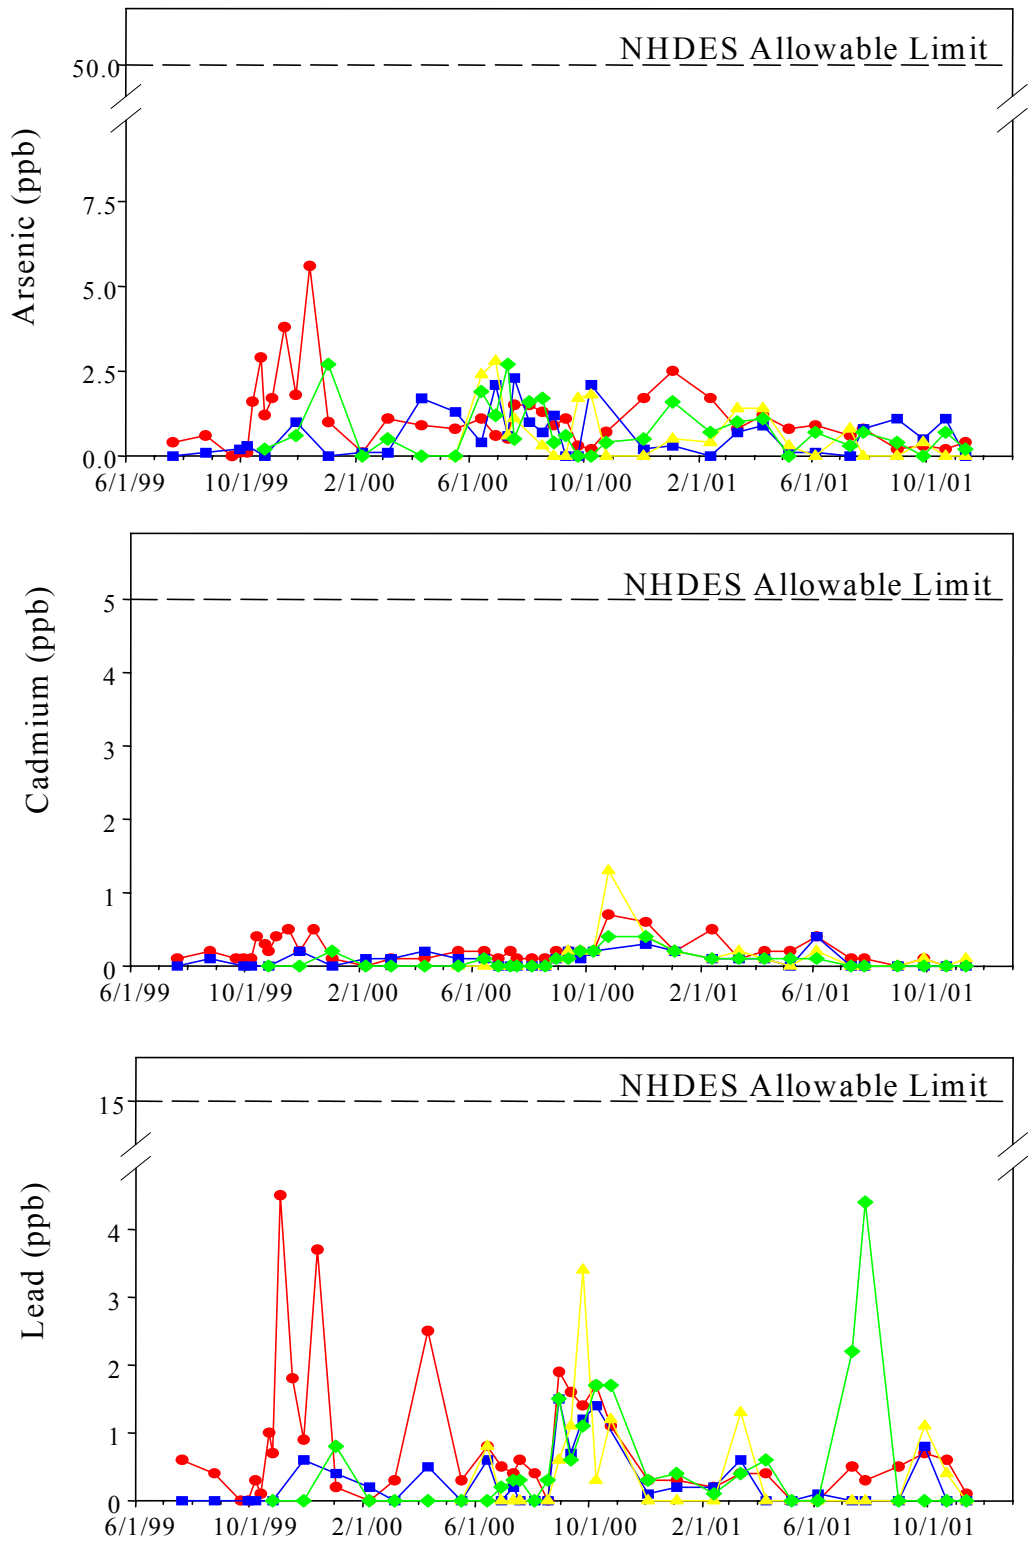 NHDES Allowable Limit
50.0
Arsenic (ppb)
7.5
5.0
2.5
0.0
6/1/99 10/1/99 2/1/00 6/1/00 10/1/00 2/1/01 6/1/01 10/1/01
NHDES Allowable Limit
Cadmium (ppb)
5
4
3
2
1
0
6/1/99 10/1/99 2/1/00 6/1/00 10/1/00 2/1/01 6/1/01 10/1/01
NHDES Allowable Limit
15
Lead (ppb)
4
3
2
1
0
6/1/99 10/1/99 2/1/00 6/1/00 10/1/00 2/1/01 6/1/01 10/1/01